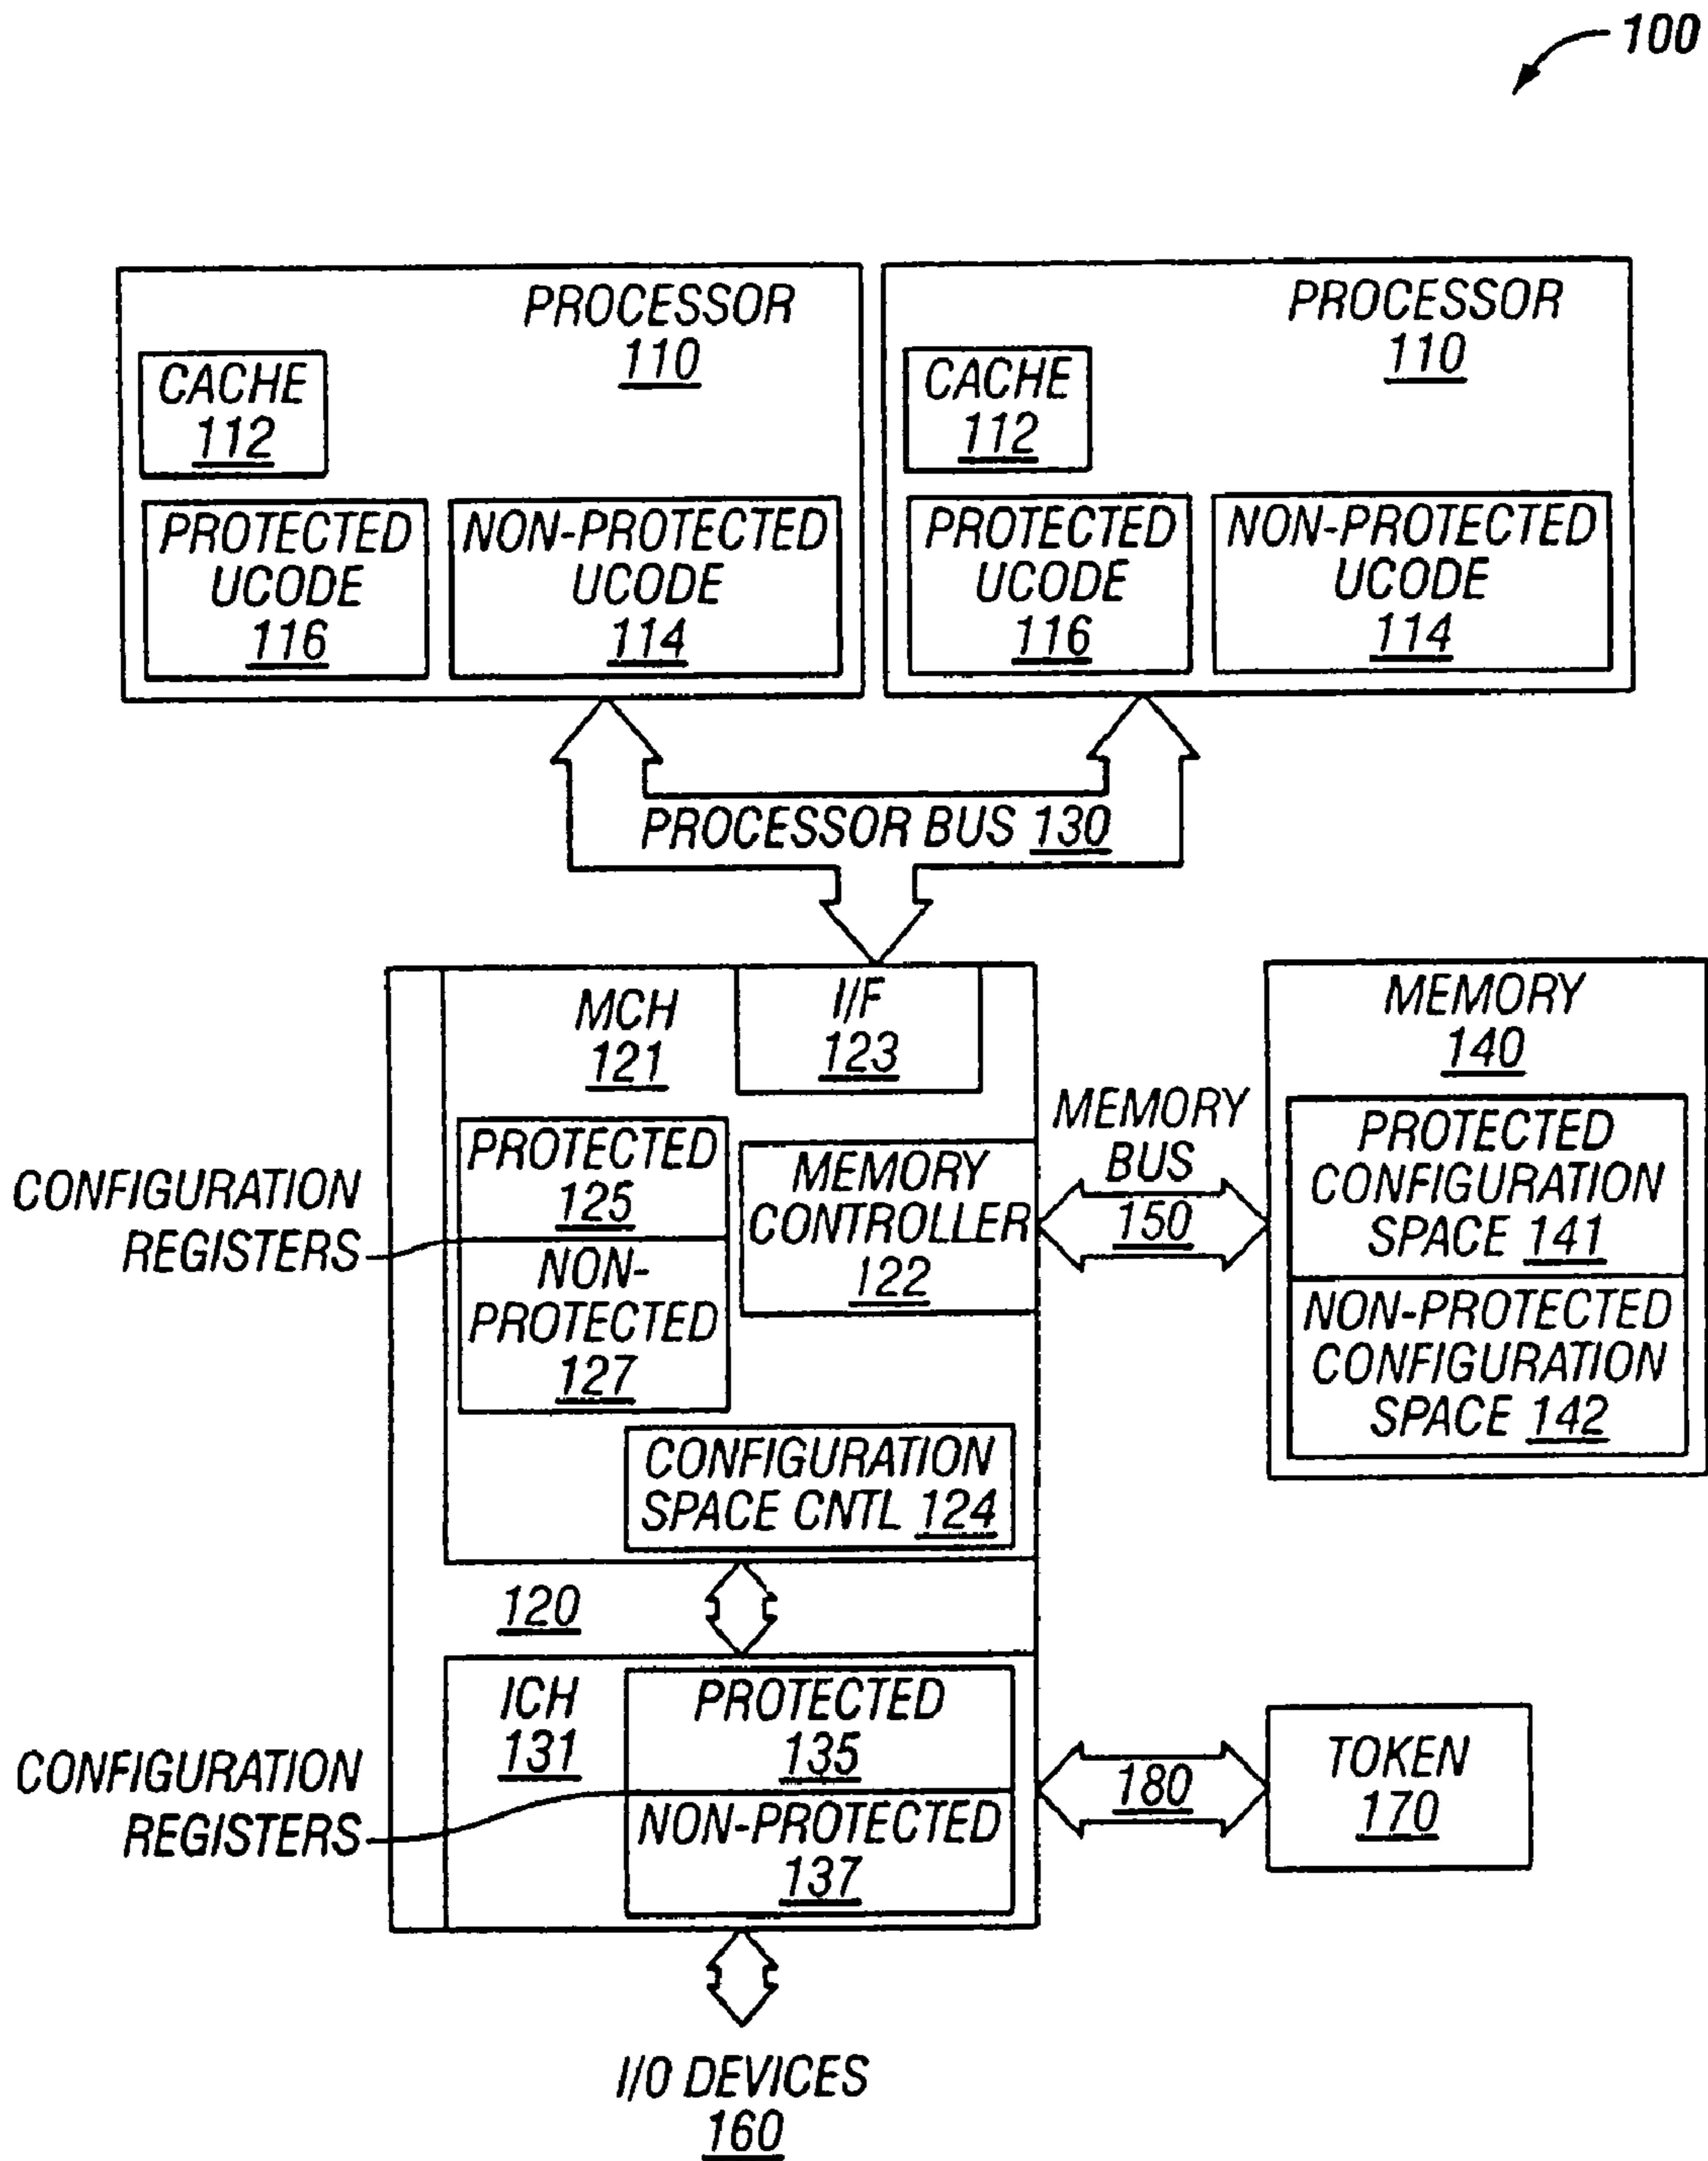 100
PROCESSOR
110
CACHE
112
PROTECTED
UCODE
116
NON-PROTECTED
UCODE
114
PROCESSOR
110
CACHE
112
PROTECTED
UCODE
116
NON-PROTECTED
UCODE
114
PROCESSOR BUS 130
MCH
121
I/F
123
CONFIGURATION
REGISTERS
PROTECTED
125
NON-
PROTECTED
127
MEMORY
CONTROLLER
122
CONFIGURATION
SPACE CNTL 124
MEMORY
BUS
150
MEMORY
140
PROTECTED
CONFIGURATION
SPACE 141
NON-PROTECTED
CONFIGURATION
SPACE 142
120
ICH
131
CONFIGURATION
REGISTERS
PROTECTED
135
NON-PROTECTED
137
180
TOKEN
170
I/O DEVICES
160